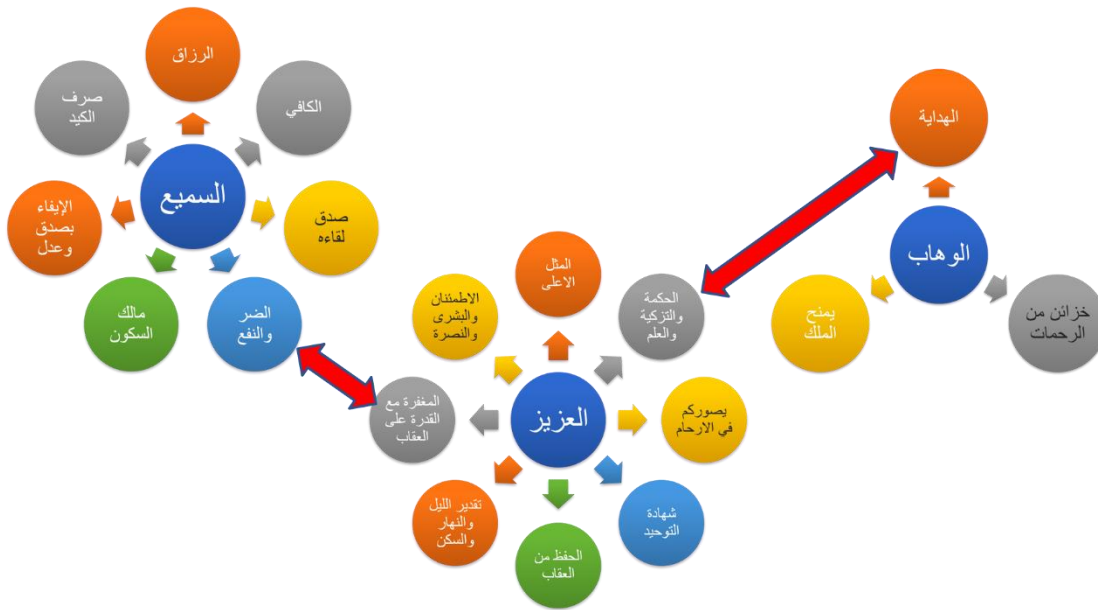 الهداية
الوهاب
خزائن من
الرحمات
يمنح
الملك
المثل
الاعلى
الحكمة
والتزكية
والعلم
يصوركم
في الارحام
شهادة
التوحيد
الحفظ من
العقاب
تقدير الليل
والنهار
والسكن
المغفرة مع
القدرة على
العقاب
الاطمئنان
والبشرى
والنصرة
العزيز
الرزاق
الكافي
صدق
لقاءه
الضر
والنفع
مالك
السكون
الإيفاء
بصدق
وعدل
صرف
الكيد
السميع